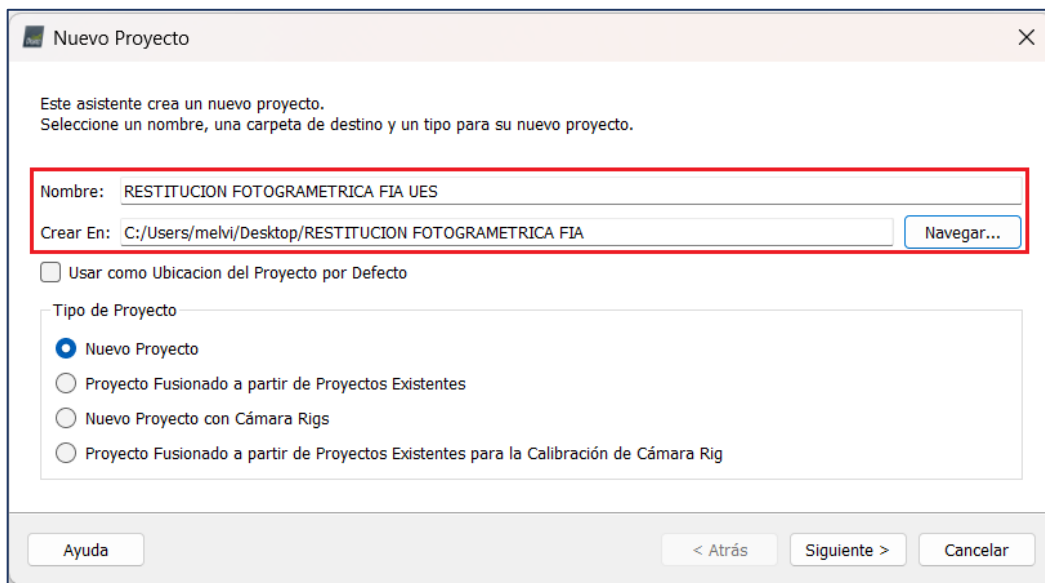 Nuevo Proyecto
Este asistente crea un nuevo proyecto.
Seleccione un nombre, una carpeta de destino y un tipo para su nuevo proyecto.
Nombre: RESTITUCION FOTOGRAMETRICA FIA UES
Crear En: C:/Users/melvi/Desktop/RESTITUCION FOTOGRAMETRICA FIA Navegar...
Usar como Ubicacion del Proyecto por Defecto
Tipo de Proyecto
Nuevo Proyecto
Proyecto Fusionado a partir de Proyectos Existentes
Nuevo Proyecto con Cámara Rigs
Proyecto Fusionado a partir de Proyectos Existentes para la Calibración de Cámara Rig
Ayuda < Atrás Siguiente > Cancelar